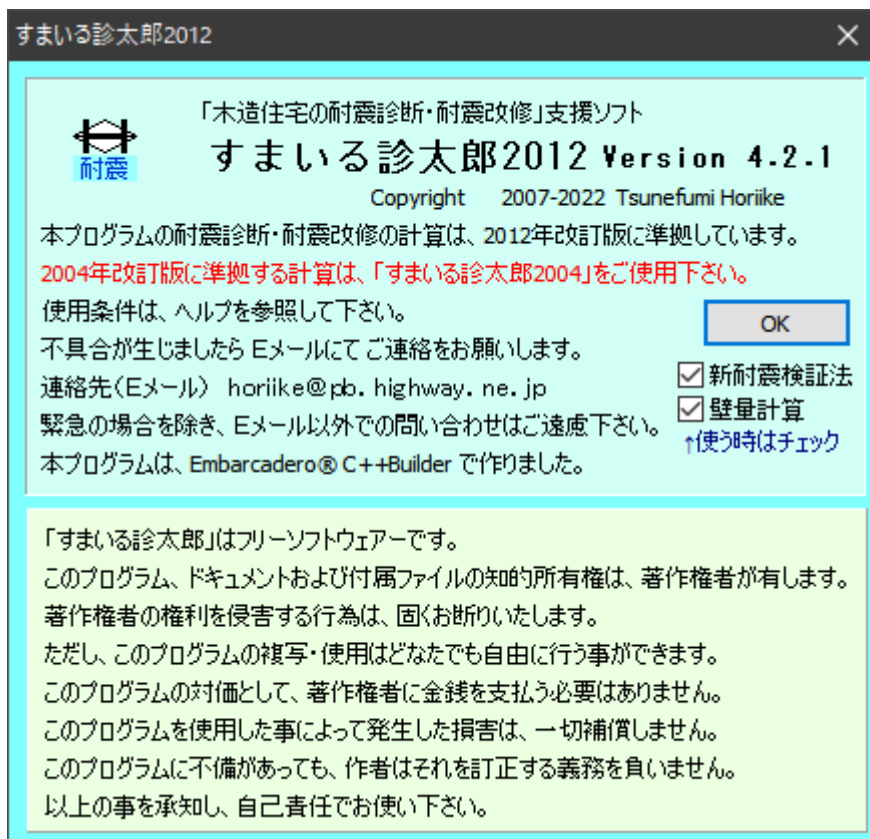 すまいる診太郎2012
「木造住宅の耐震診断・耐震改修」支援ソフト
耐震
すまいる診太郎2012 Version 4.2.1
Copyright 2007-2022 Tsunefumi Horiike
本プログラムの耐震診断・耐震改修の計算は、2012年改訂版に準拠しています。
2004年改訂版に準拠する計算は、「すまいる診太郎2004」をご使用下さい。
使用条件は、ヘルプを参照して下さい。
OK
不具合が生じましたら Eメールにて ご連絡をお願いします。
連絡先(Eメール) horiike@pb.highway.ne.jp
新耐震検証法
緊急の場合を除き、Eメール以外での問い合わせはご遠慮下さい。
壁量計算
↑使う時はチェック
本プログラムは、Embarcadero® C++Builder で作りました。
「すまいる診太郎」はフリーソフトウェアーです。
このプログラム、ドキュメントおよび付属ファイルの知的所有権は、著作権者が有します。
著作権者の権利を侵害する行為は、固くお断りいたします。
ただし、このプログラムの複写・使用はどなたでも自由に行う事ができます。
このプログラムの対価として、著作権者に金銭を支払う必要はありません。
このプログラムを使用した事によって発生した損害は、一切補償しません。
このプログラムに不備があっても、作者はそれを訂正する義務を負いません。
以上の事を承知し、自己責任でお使い下さい。